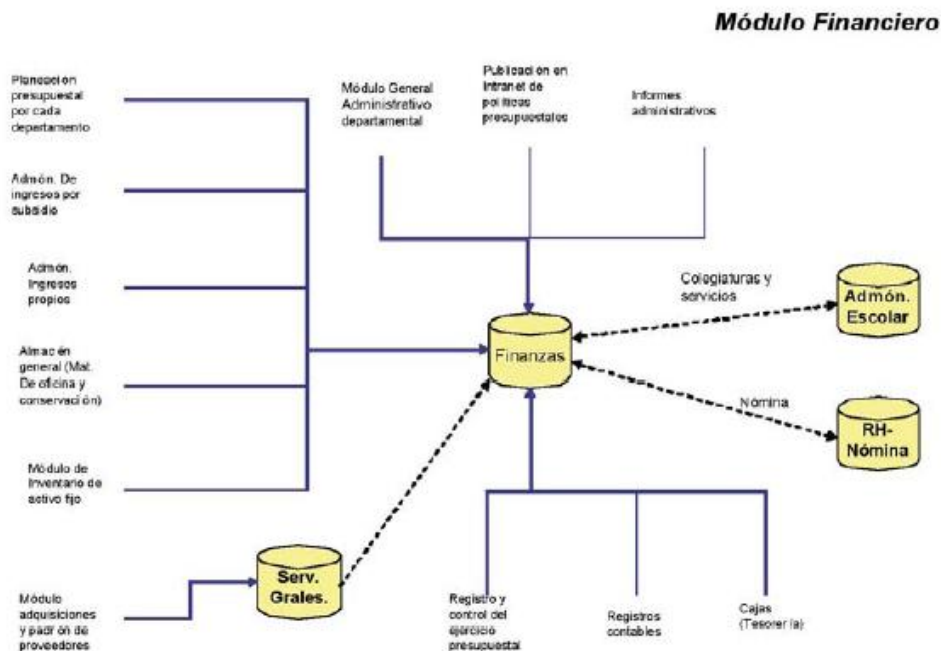 Módulo Financiero
Planeación
presupuestal
por cada
departamento
Módulo General
Administrativo
departamental
Publicación en
Intranet de
políticas
presupuestales
Informes
administrativos
Admón. De
ingresos por
subsidio
Admón.
Ingresos
propios
Colegiaturas y
servicios
Admón.
Escolar
Finanzas
Almacén
general (Mat.
De oficina y
conservación)
Nómina
RH-
Nómina
Módulo de
Inventario de
activo fijo
Serv.
Grales.
Módulo
adquisiciones
y padrón de
proveedores
Registro y
control del
ejercicio
presupuestal
Registros
contables
Cajas
(Tesorería)